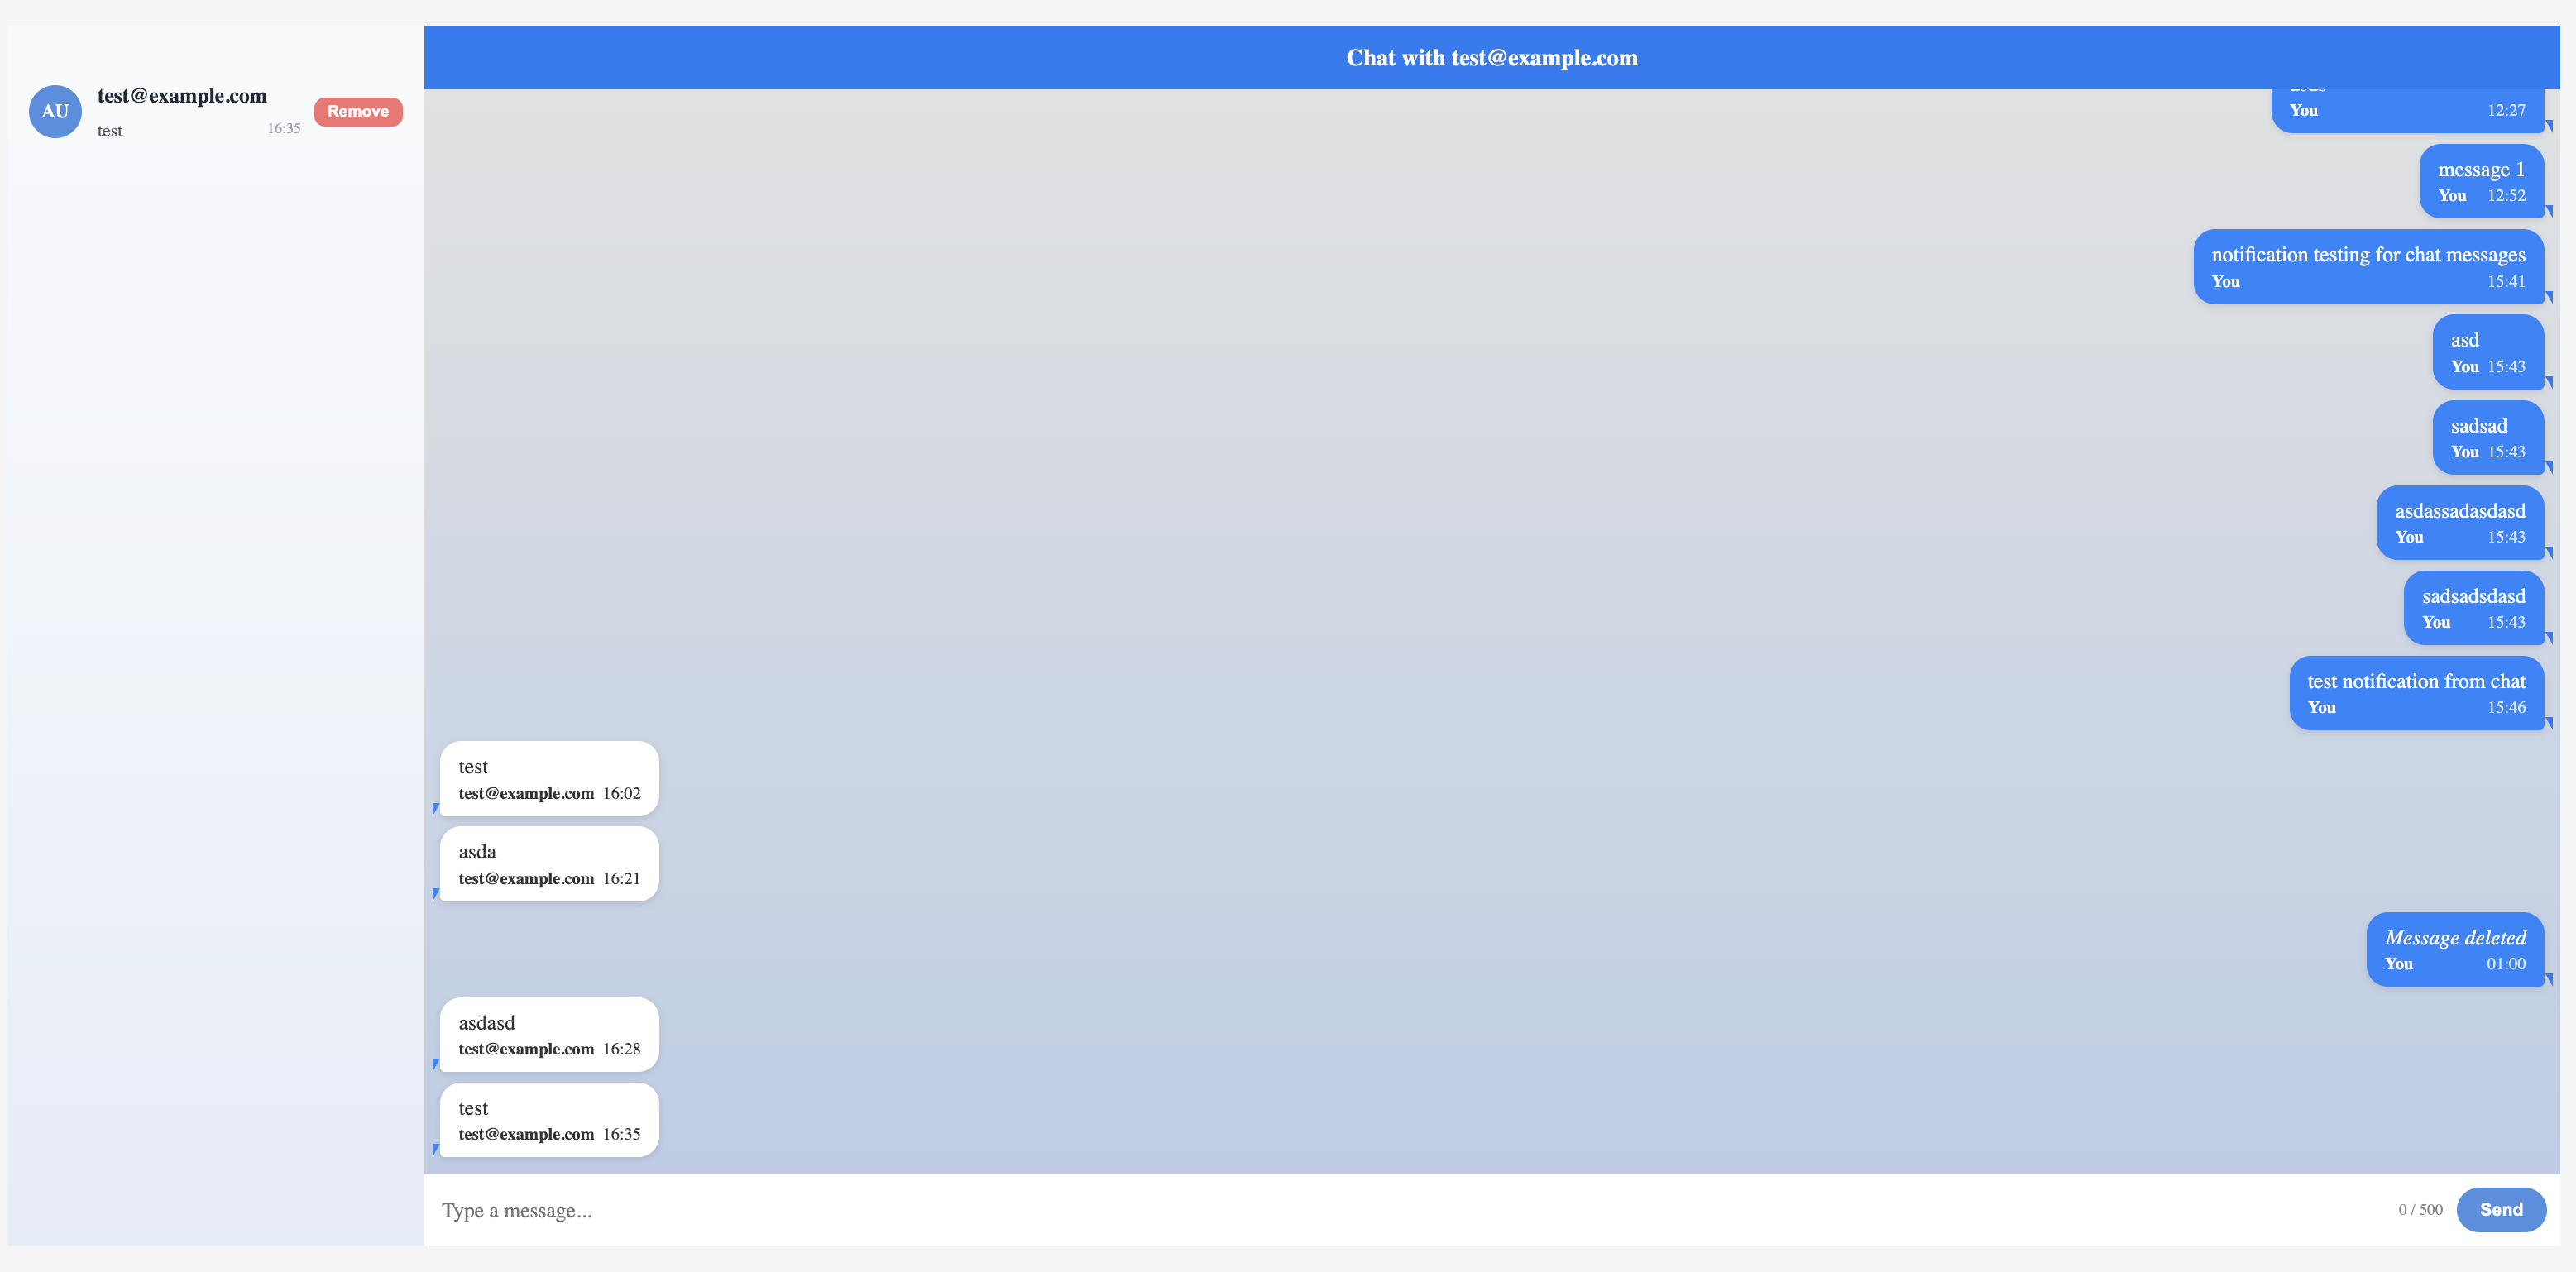 AU
test@example.com
test
16:35
Remove
Chat with test@example.com
You 12:27
message 1
You 12:52
notification testing for chat messages
You 15:41
asd
You 15:43
sadsad
You 15:43
asdassadasdasd
You 15:43
sadsadsdasd
You 15:43
test notification from chat
You 15:46
test
test@example.com 16:02
asda
test@example.com 16:21
Message deleted
You 01:00
asdasd
test@example.com 16:28
test
test@example.com 16:35
Type a message...
0 / 500
Send